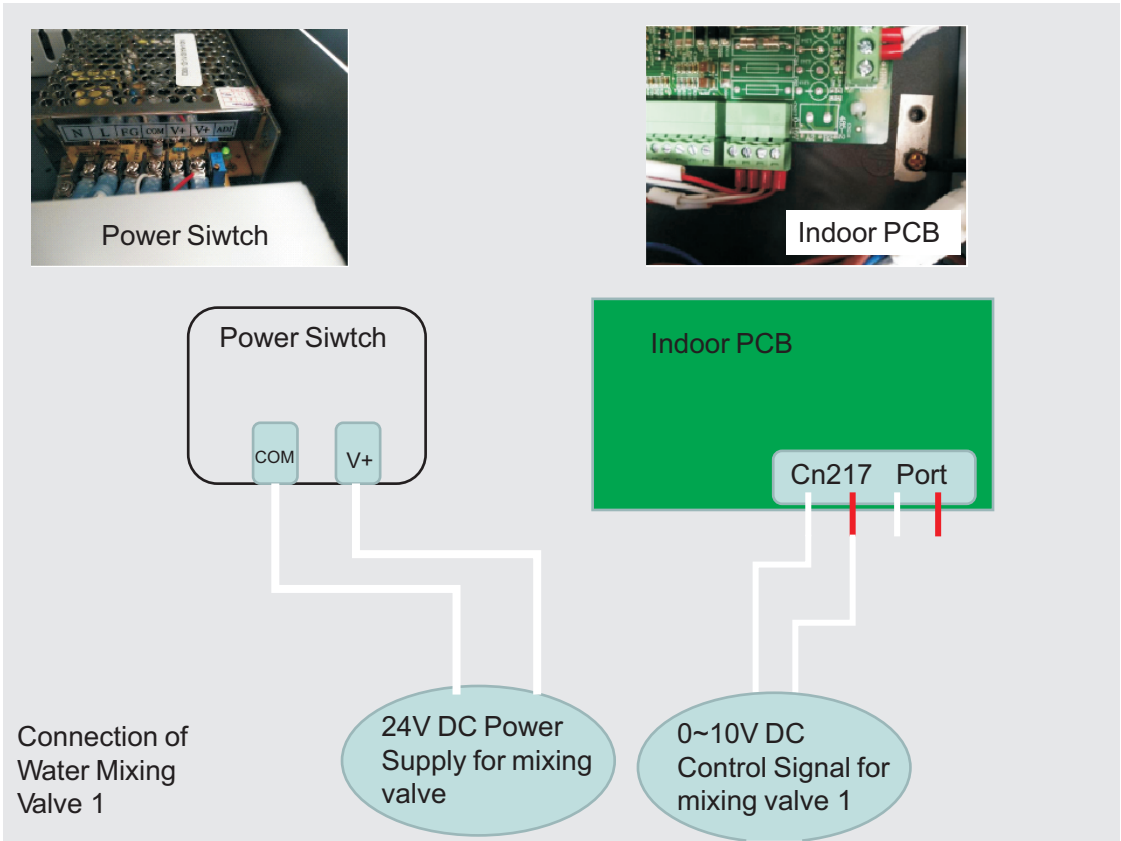 N L FG COM V+ V+ ADJ
Power Siwtch
Indoor PCB
Power Siwtch
COM
V+
Indoor PCB
Cn217 Port
24V DC Power
Supply for mixing
valve
0~10V DC
Control Signal for
mixing valve 1
Connection of
Water Mixing
Valve 1